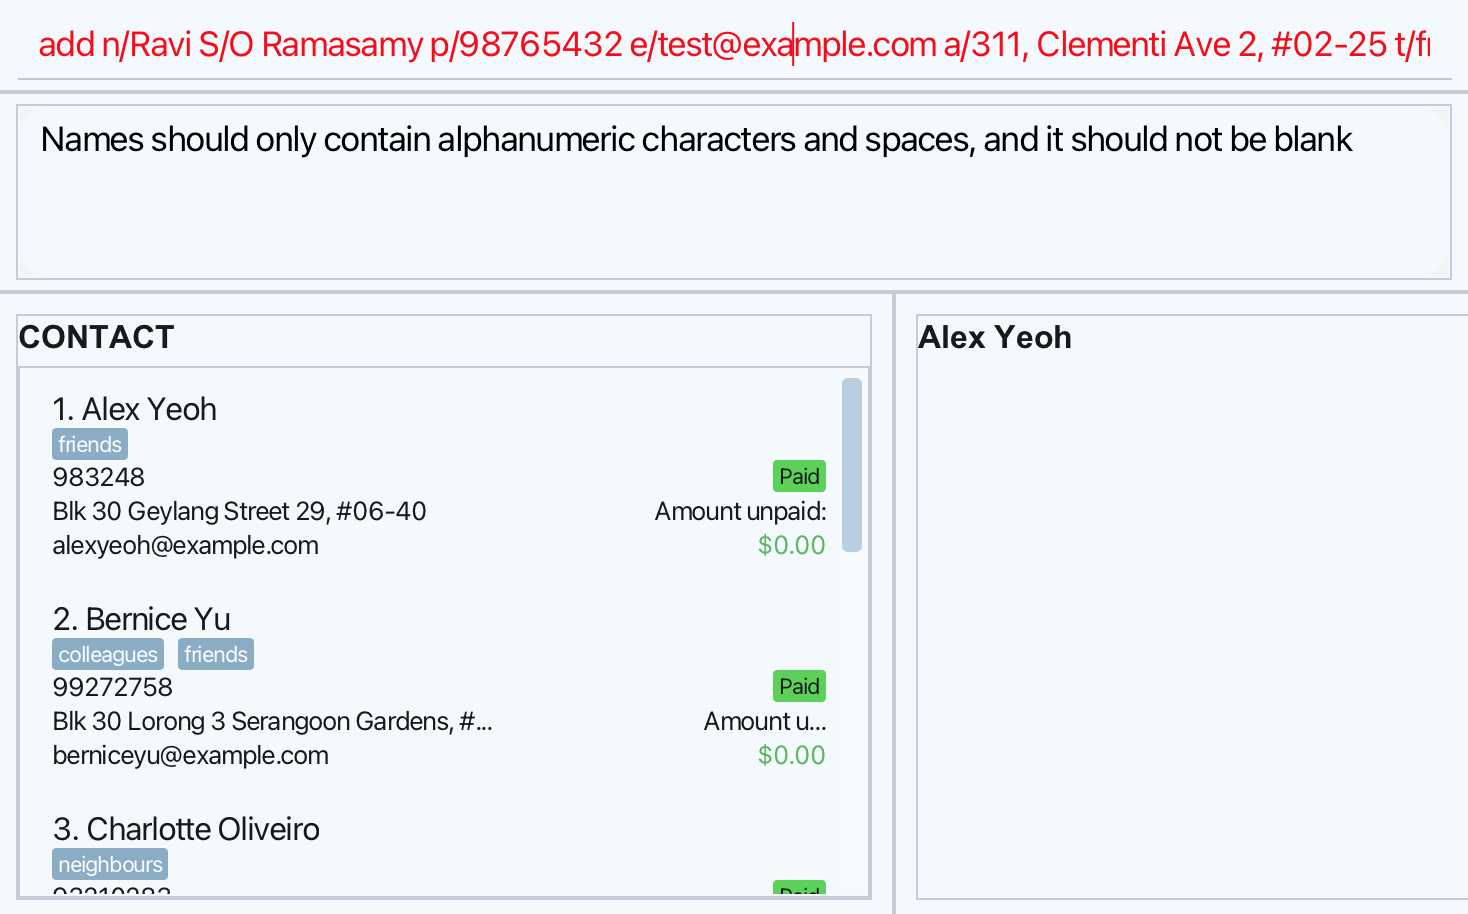 add n/Ravi S/O Ramasamy p/98765432 e/test@example.com a/311, Clementi Ave 2, #02-25 t/
Names should only contain alphanumeric characters and spaces, and it should not be blank
CONTACT
1. Alex Yeoh
friends
983248
Paid
Blk 30 Geylang Street 29, #06-40
Amount unpaid:
alexyeoh@example.com
$0.00
2. Bernice Yu
colleagues friends
99272758
Paid
Blk 30 Lorong 3 Serangoon Gardens, #...
Amount u...
berniceyu@example.com
$0.00
3. Charlotte Oliveiro
neighbours
Paid
Alex Yeoh